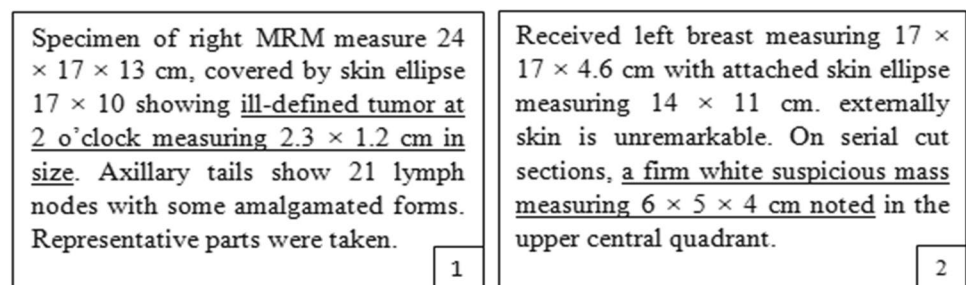 Specimen of right MRM measure 24
× 17 × 13 cm, covered by skin ellipse
17 × 10 showing ill-defined tumor at
2 o’clock measuring 2.3 × 1.2 cm in
size. Axillary tails show 21 lymph
nodes with some amalgamated forms.
Representative parts were taken.
1
Received left breast measuring 17 ×
17 × 4.6 cm with attached skin ellipse
measuring 14 × 11 cm. externally
skin is unremarkable. On serial cut
sections, a firm white suspicious mass
measuring 6 × 5 × 4 cm noted in the
upper central quadrant.
2